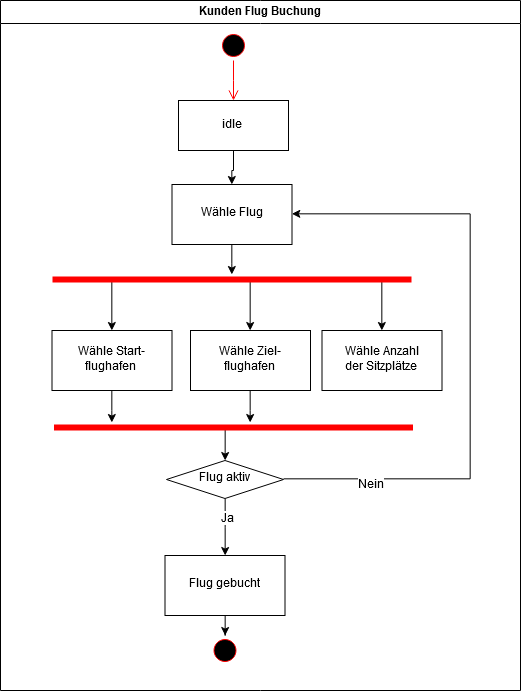 Kunden Flug Buchung
idle
Wähle Flug
Wähle Start-
flughafen
Wähle Ziel-
flughafen
Wähle Anzahl
der Sitzplätze
Flug aktiv
Nein
Ja
Flug gebucht